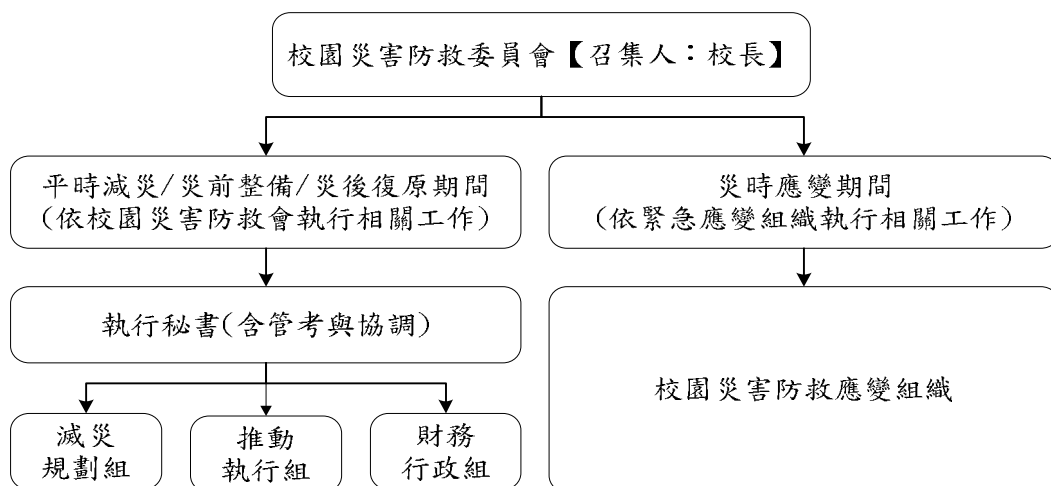 校園災害防救委員會【召集人：校長】
平時減災/災前整備/災後復原期間
(依校園災害防救會執行相關工作)
災時應變期間
(依緊急應變組織執行相關工作)
執行秘書(含管考與協調)
校園災害防救應變組織
減災
規劃組
推動
執行組
財務
行政組